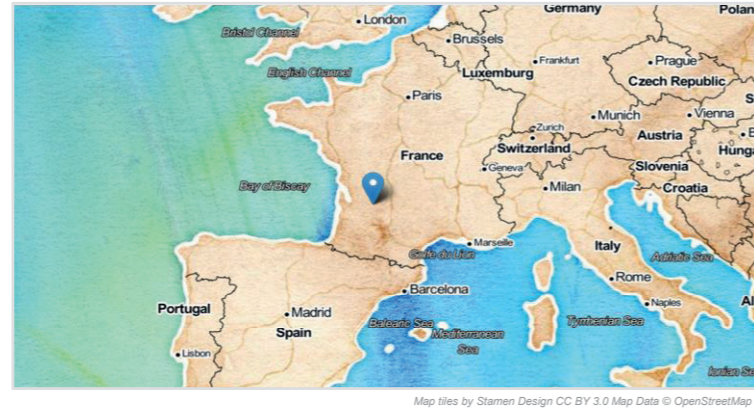 Germany
Polan
London
Bristol Channel
Brussels
Frankfurt
Prague
English Channel
Luxemburg
Czech Republic
Paris
Munich
Vienna
Zurich
Austria
Switzerland
Hunga
France
Geneva
Slovenia
Bay of Biscay
Milan
Croatia
Marseille
Italy
Golfe du Lion
Adriatic Sea
Rome
Barcelona
Portugal
Madrid
Naples
Al
Balearic Sea
Tyrrhenian Sea
Spain
Mediterranean
Sea
Lisbon
Ionian Se
Map tiles by Stamen Design CC BY 3.0 Map Data © OpenStreetMap